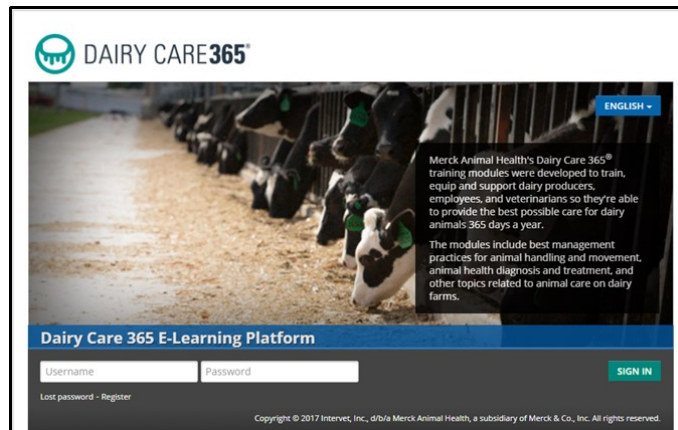 DAIRY CARE365®
ENGLISH
Merck Animal Health's Dairy Care 365®
training modules were developed to train,
equip and support dairy producers,
employees, and veterinarians so they're able
to provide the best possible care for dairy
animals 365 days a year.
The modules include best management
practices for animal handling and movement,
animal health diagnosis and treatment, and
other topics related to animal care on dairy
farms.
Dairy Care 365 E-Learning Platform
Username
Password
SIGN IN
Lost password – Register
Copyright © 2017 Intervet, Inc., d/b/a Merck Animal Health, a subsidiary of Merck & Co., Inc. All rights reserved.